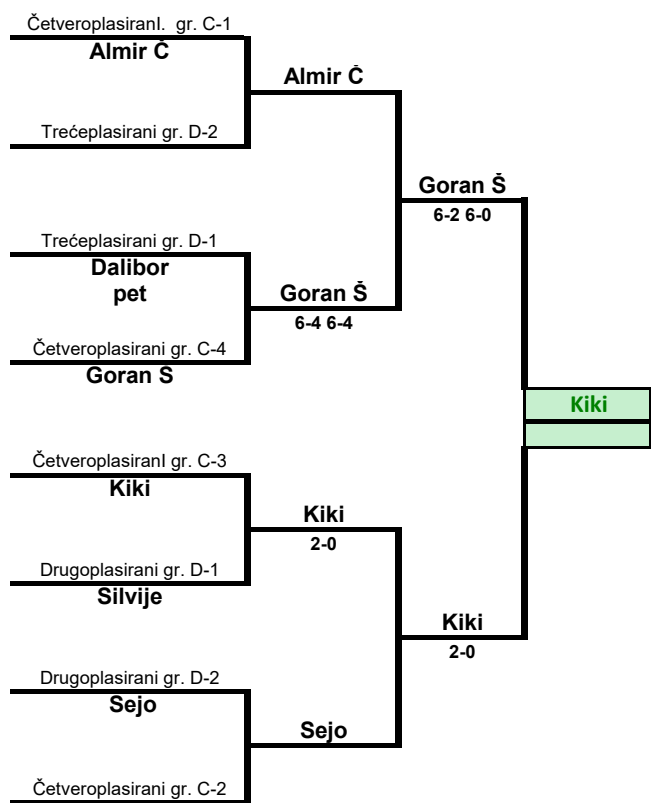 ČetveroplasiranI. gr. C-1
Almir Č
Almir Č
Trećeplasirani gr. D-2
Goran Š
6-2 6-0
Trećeplasirani gr. D-1
Dalibor
pet
Goran Š
6-4 6-4
Četveroplasirani gr. C-4
Goran S
Kiki
ČetveroplasiranI gr. C-3
Kiki
Kiki
2-0
Drugoplasirani gr. D-1
Silvije
Kiki
2-0
Drugoplasirani gr. D-2
Sejo
Sejo
Četveroplasirani gr. C-2